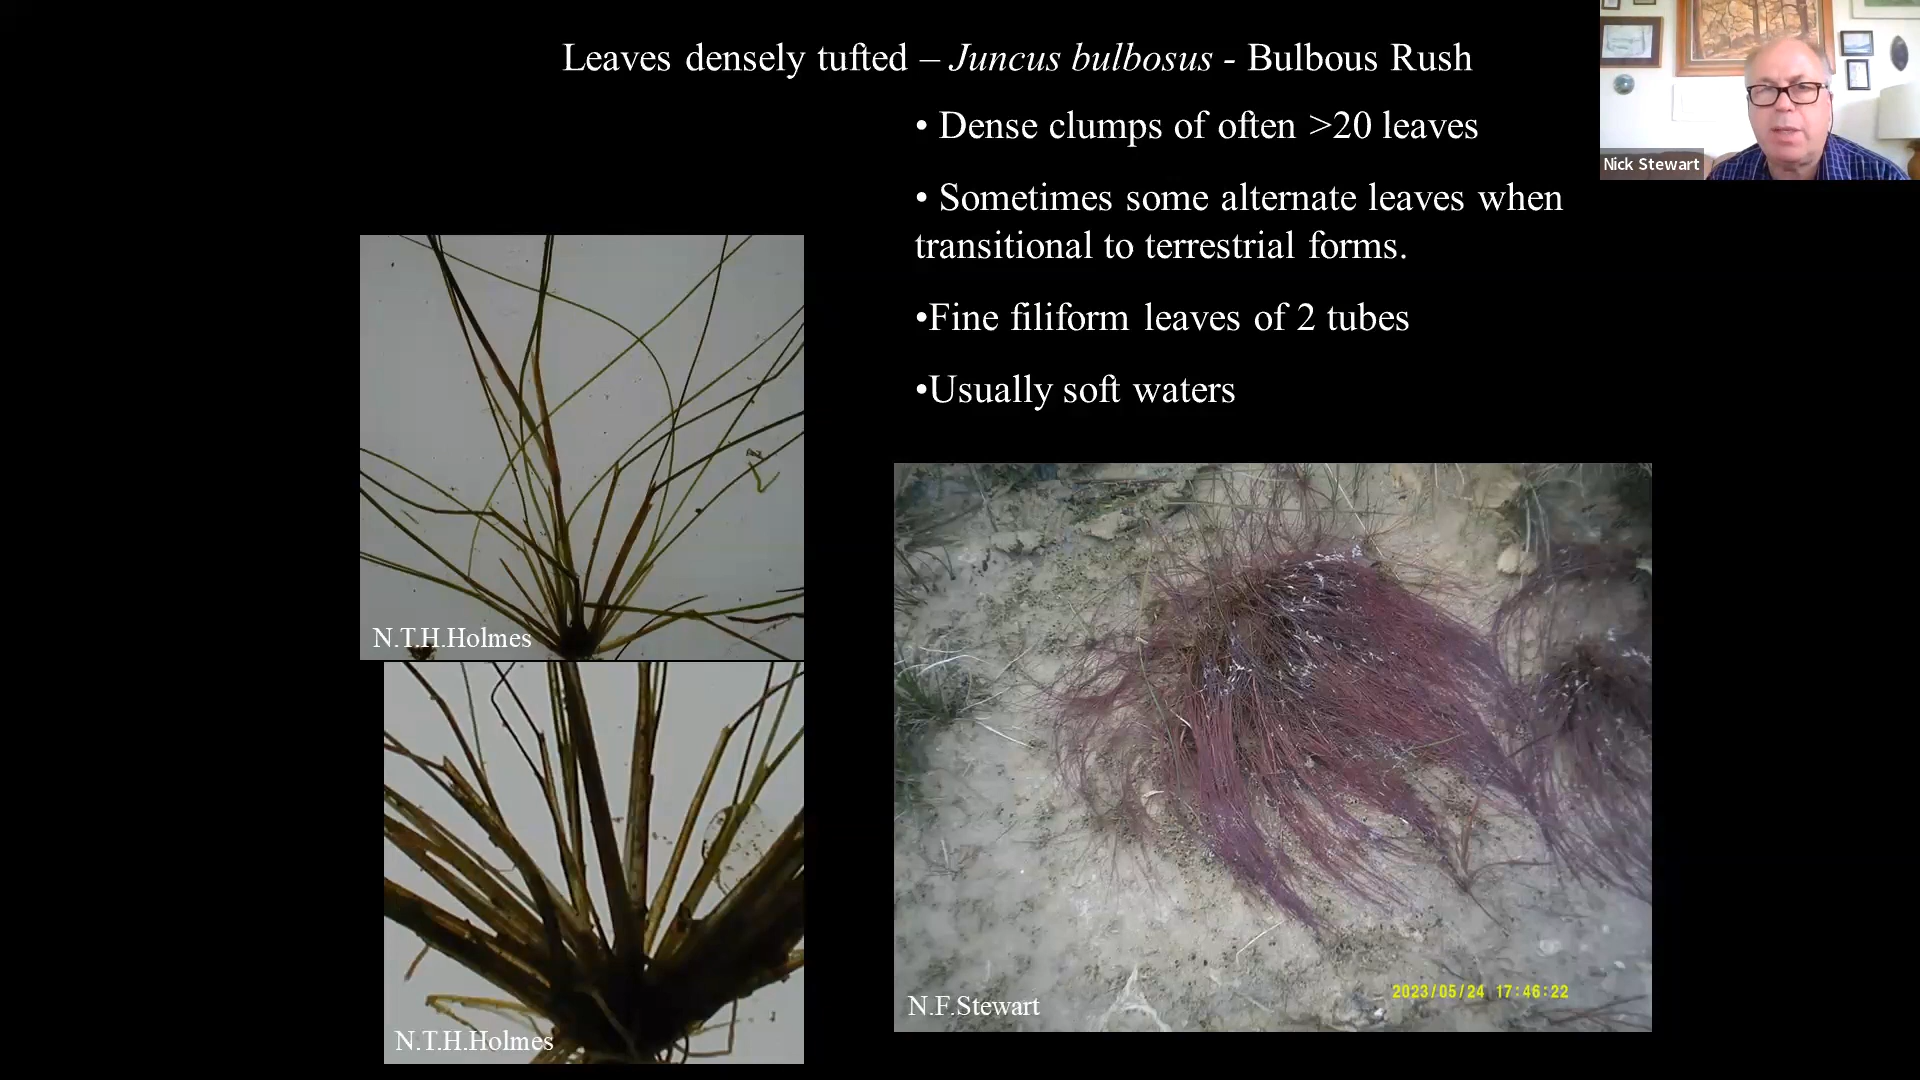 Leaves densely tufted – Juncus bulbosus - Bulbous Rush
• Dense clumps of often >20 leaves
• Sometimes some alternate leaves when
transitional to terrestrial forms.
•Fine filiform leaves of 2 tubes
•Usually soft waters
Nick Stewart
N.T.H.Holmes
N.T.H.Holmes
N.F.Stewart
2023/05/24 17:46:22